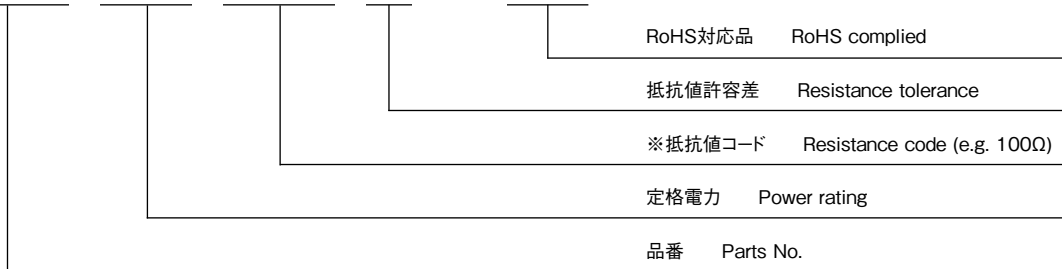 RoHS対応品 RoHS complied
抵抗値許容差 Resistance tolerance
※抵抗値コード Resistance code (e.g. 100Ω)
定格電力 Power rating
品番 Parts No.